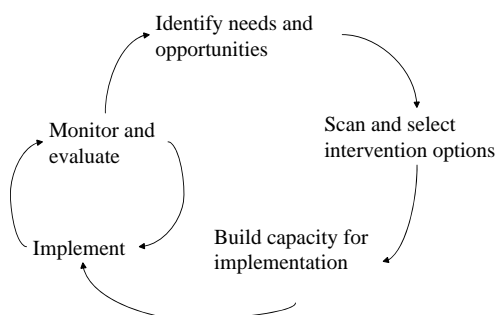 Identify needs and
opportunities
Scan and select
intervention options
Build capacity for
implementation
Implement
Monitor and
evaluate